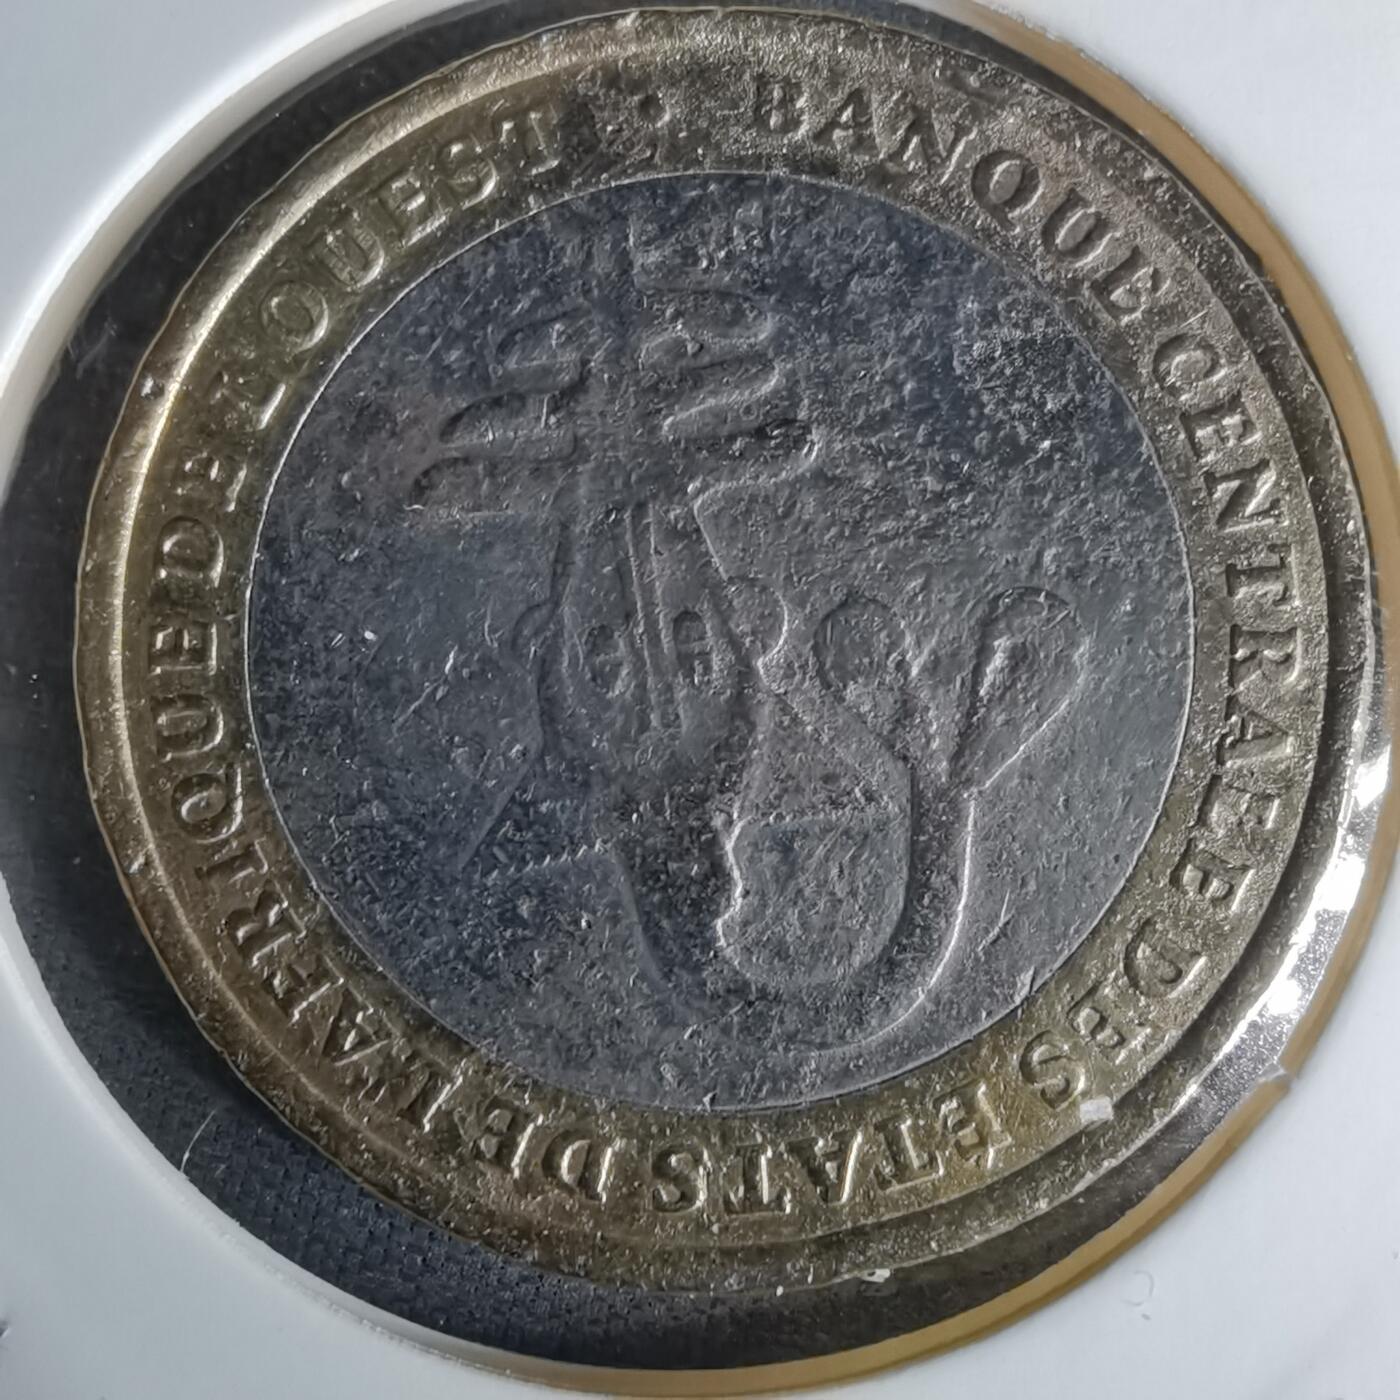 BANQUE CENTRALE DES ETATS DE L'AFRIQUE DE L'OUEST ·